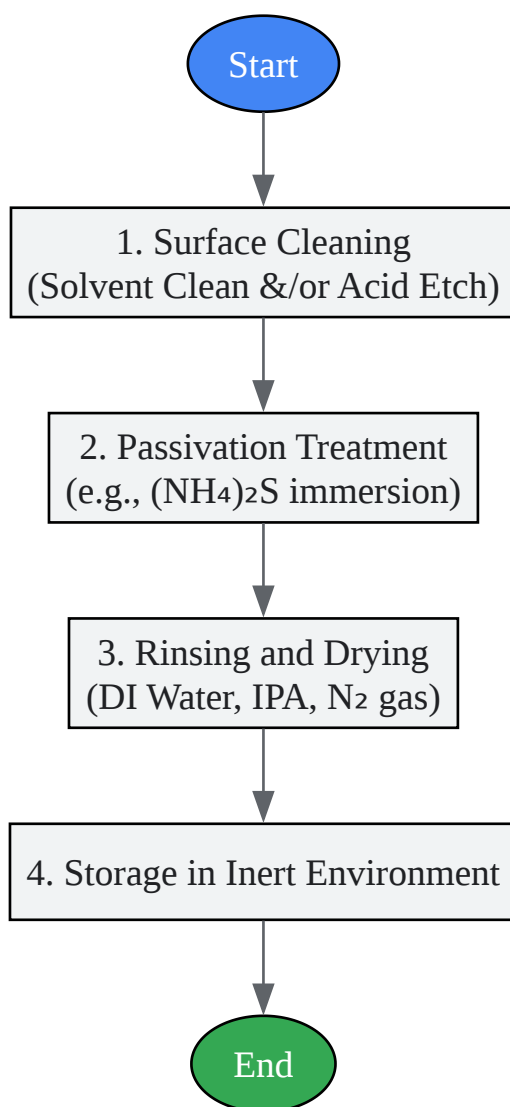 Start
1. Surface Cleaning
(Solvent Clean &/or Acid Etch)
2. Passivation Treatment
(e.g., (NH₄)₂S immersion)
3. Rinsing and Drying
(DI Water, IPA, N₂ gas)
4. Storage in Inert Environment
End